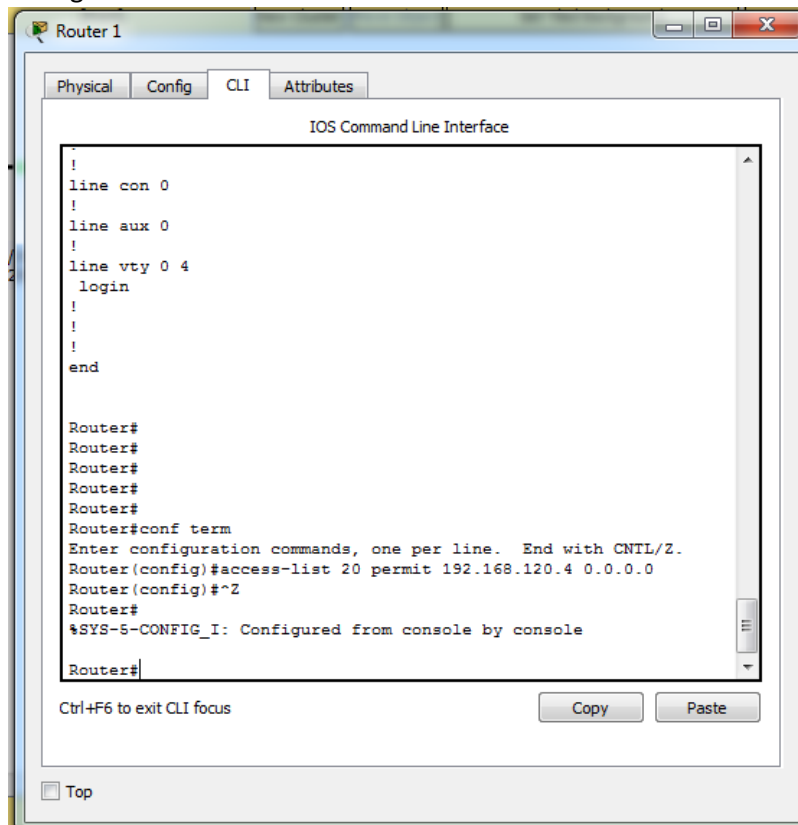 Router 1
Physical Config CLI Attributes
IOS Command Line Interface
!
!
line con 0
!
line aux 0
!
line vty 0 4
login
!
!
!
end
Router#
Router#
Router#
Router#
Router#
Router#conf term
Enter configuration commands, one per line. End with CNTL/Z.
Router(config)#access-list 20 permit 192.168.120.4 0.0.0.0
Router(config)#^Z
Router#
%SYS-5-CONFIG_I: Configured from console by console
Router#
Ctrl+F6 to exit CLI focus
Copy Paste
Top